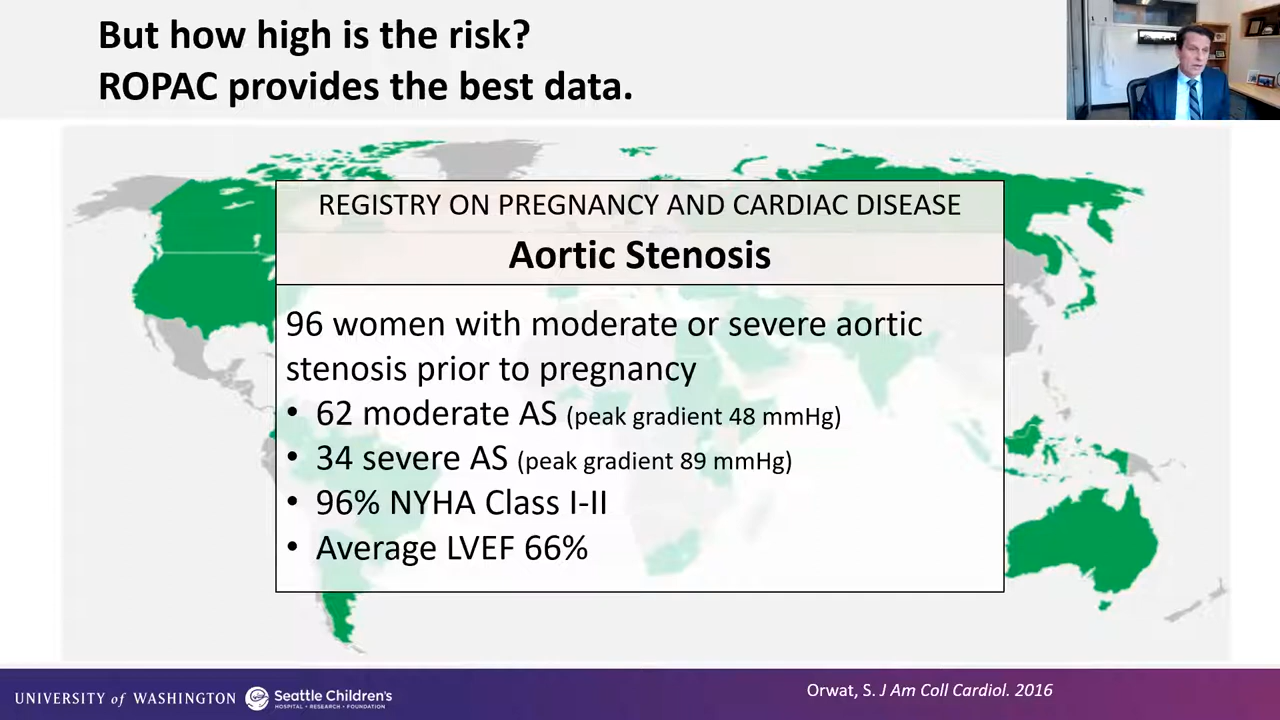 But how high is the risk?
ROPAC provides the best data.
REGISTRY ON PREGNANCY AND CARDIAC DISEASE
Aortic Stenosis
96 women with moderate or severe aortic
stenosis prior to pregnancy
• 62 moderate AS (peak gradient 48 mmHg)
• 34 severe AS (peak gradient 89 mmHg)
• 96% NYHA Class I-II
• Average LVEF 66%
UNIVERSITY of WASHINGTON
Seattle Children's
HOSPITAL • RESEARCH • FOUNDATION
Orwat, S. J Am Coll Cardiol. 2016